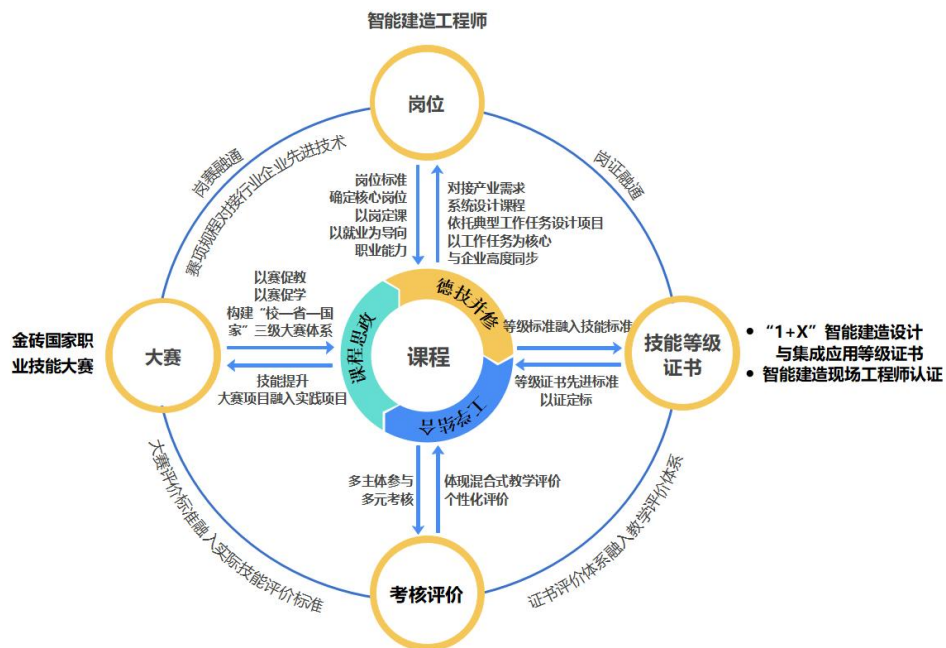 智能建造工程师
岗位
岗赛融通
赛项规程对接行业企业先进技术
岗证融通
岗位标准
确定核心岗位
以岗定课
以就业为导向
职业能力
对接产业需求
系统设计课程
依托典型工作任务设计项目
以工作任务为核心
与企业高度同步
金砖国家职
业技能大赛
大赛
以赛促教
以赛促学
构建“校—省—国
家”三级大赛体系
技能提升
大赛项目融入实践项目
课程思政
德技并修
工学结合
课程
等级标准融入技能标准
等级证书先进标准
以证定标
技能等级
证书
• “1+X”智能建造设计
与集成应用等级证书
• 智能建造现场工程师认证
多主体参与
多元考核
体现混合式教学评价
个性化评价
大赛评价标准融入实际技能评价标准
证书评价体系融入教学评价体系
考核评价